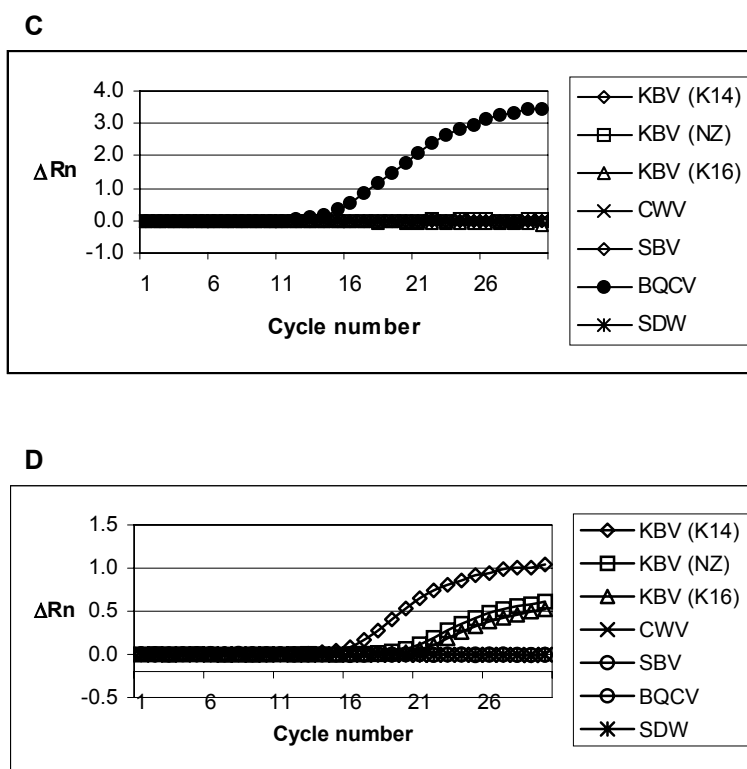 C
4.0
3.0
2.0
1.0
0.0
-1.0
ΔRn
1 6 11 16 21 26
Cycle number
KBV (K14)
KBV (NZ)
KBV (K16)
CWV
SBV
BQCV
SDW
D
1.5
1.0
0.5
0.0
-0.5
ΔRn
1 6 11 16 21 26
Cycle number
KBV (K14)
KBV (NZ)
KBV (K16)
CWV
SBV
BQCV
SDW